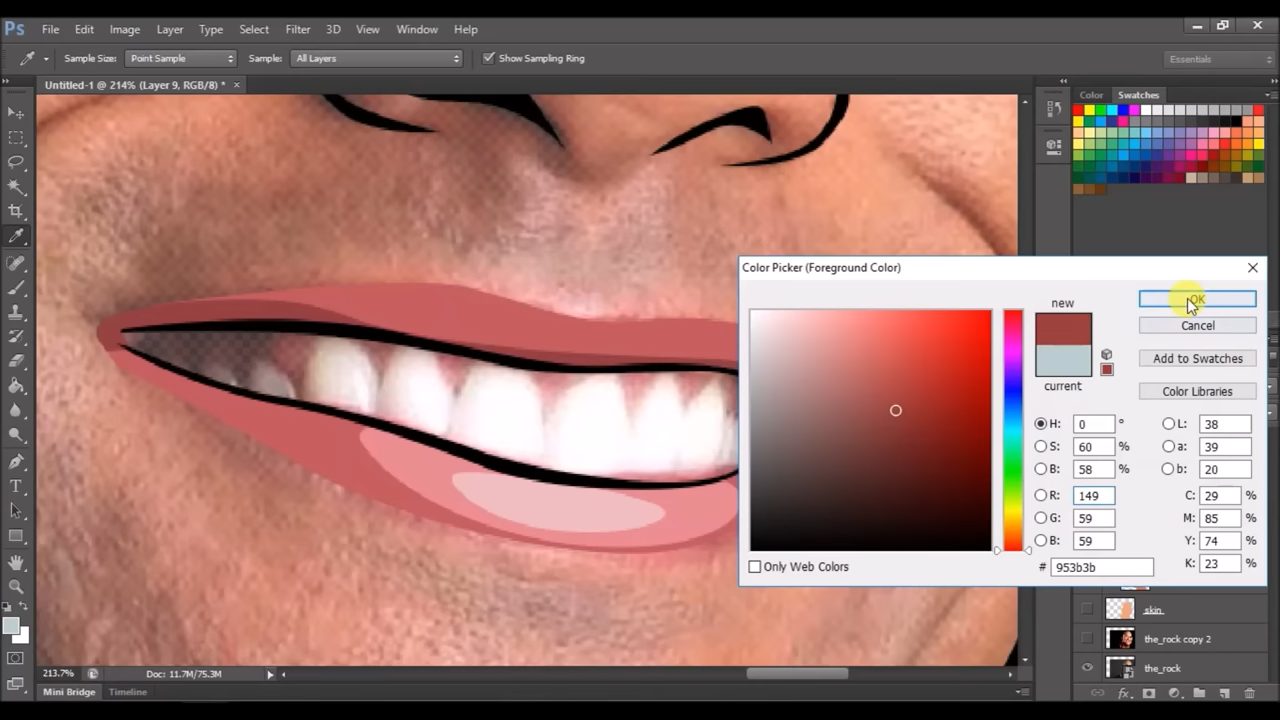 Ps File Edit Image Layer Type Select Filter 3D View Window Help
Sample Size: Point Sample Sample: All Layers Show Sampling Ring Essentials
Untitled-1 @ 214% (Layer 9, RGB/8) * ×
Color Swatches
Color Picker (Foreground Color)
new
OK
Cancel
Add to Swatches
current
Color Libraries
H: 0 ° L: 38
S: 60 % a: 39
B: 58 % b: 20
R: 149 C: 29 %
G: 59 M: 85 %
B: 59 Y: 74 %
# 953b3b K: 23 %
Only Web Colors
skin
the_rock copy 2
the_rock
213.7% Doc: 11.7M/75.3M
Mini Bridge Timeline
T
fx